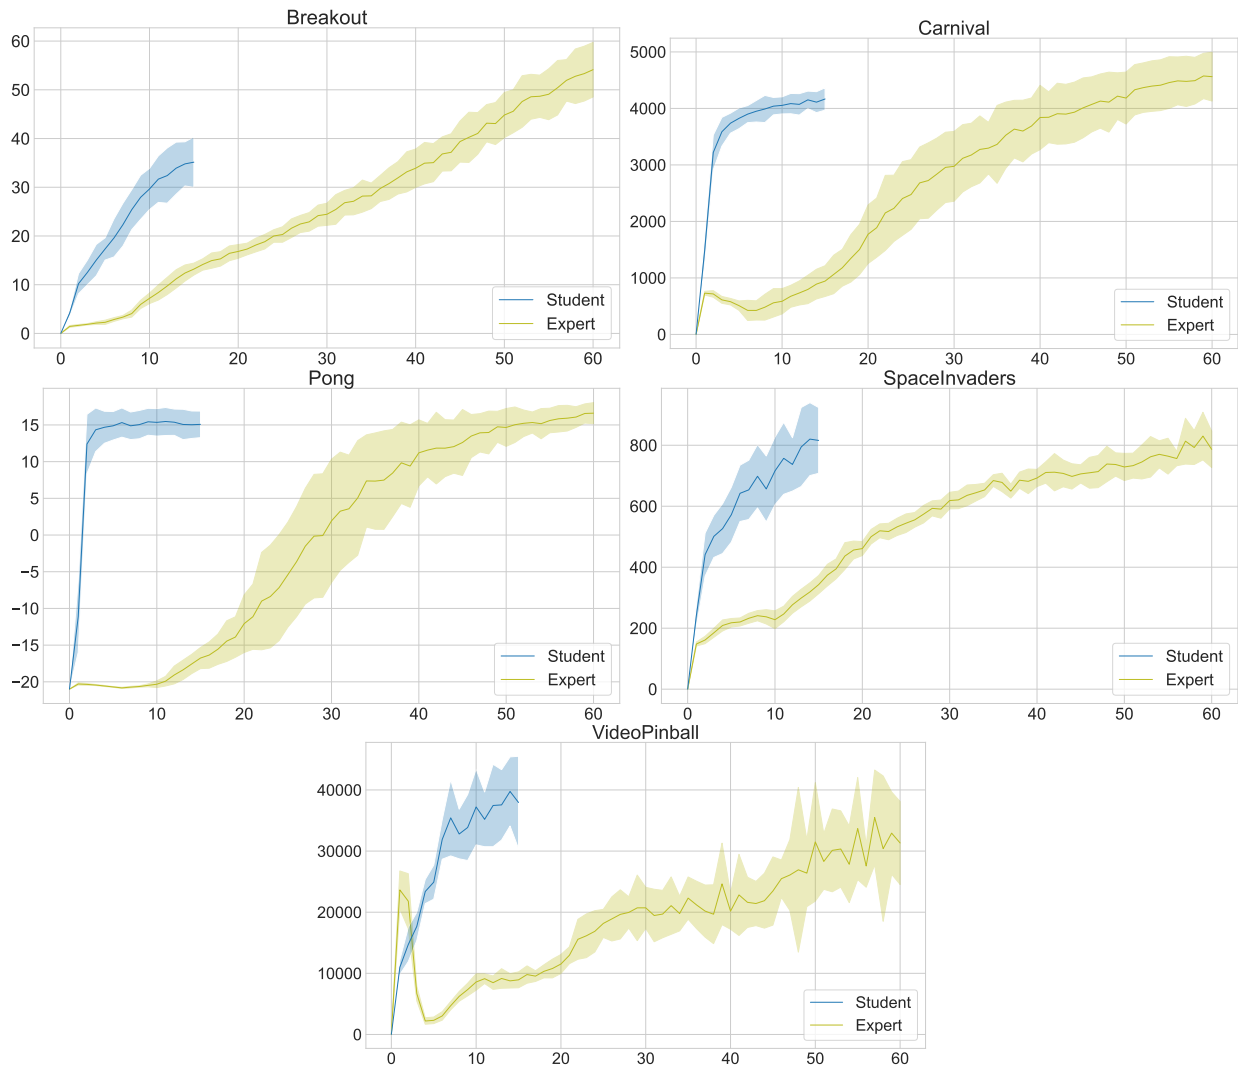 Breakout
60
50
40
30
20
10
0
0 10 20 30 40 50 60
Student
Expert
Carnival
5000
4000
3000
2000
1000
0
0 10 20 30 40 50 60
Student
Expert
Pong
15
10
5
0
−5
−10
−15
−20
0 10 20 30 40 50 60
Student
Expert
SpaceInvaders
800
600
400
200
0
0 10 20 30 40 50 60
Student
Expert
VideoPinball
40000
30000
20000
10000
0
0 10 20 30 40 50 60
Student
Expert